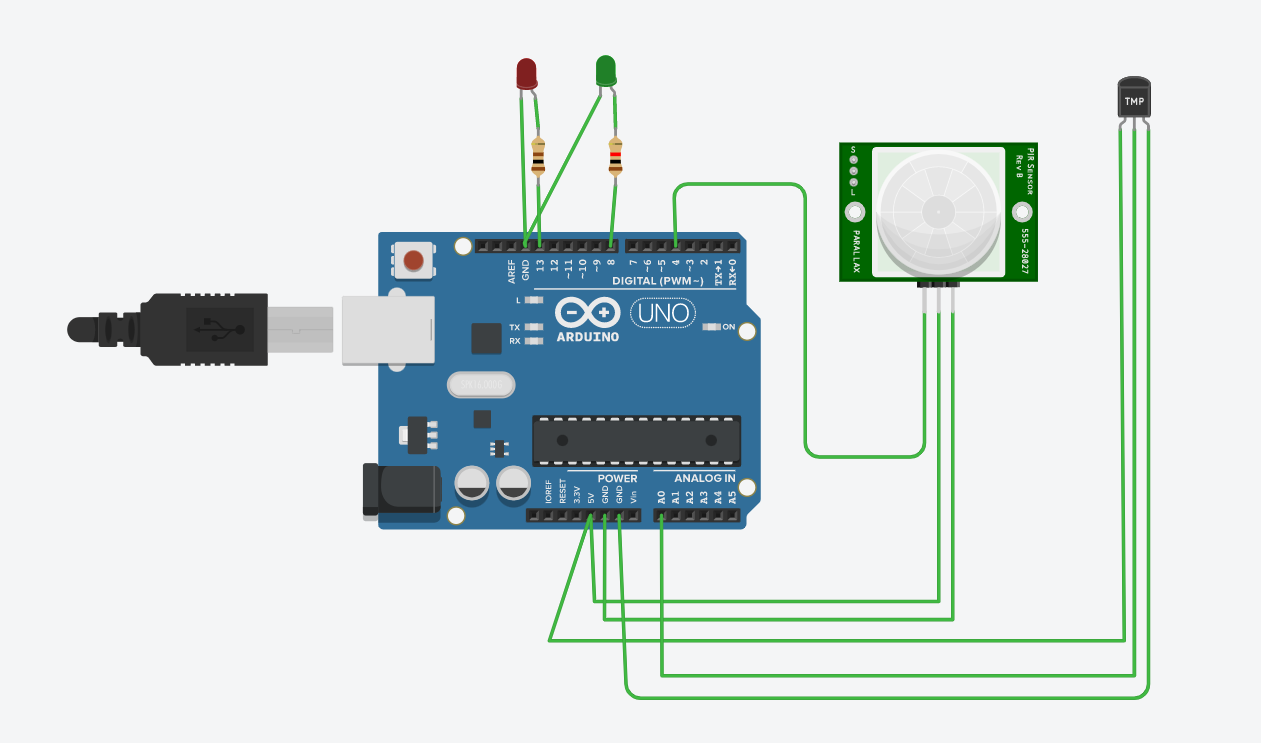 TMP
S
L
PIR SENSOR
REV B
PARALLAX
555-28027
AREF
GND
13
12
~11
~10
~9
8
7
~6
~5
4
~3
2
TX→1
RX←0
DIGITAL (PWM~)
L
TX
RX
ARDUINO
UNO
ON
POWER
ANALOG IN
IOREF
RESET
3.3V
5V
GND
GND
Vin
A0
A1
A2
A3
A4
A5